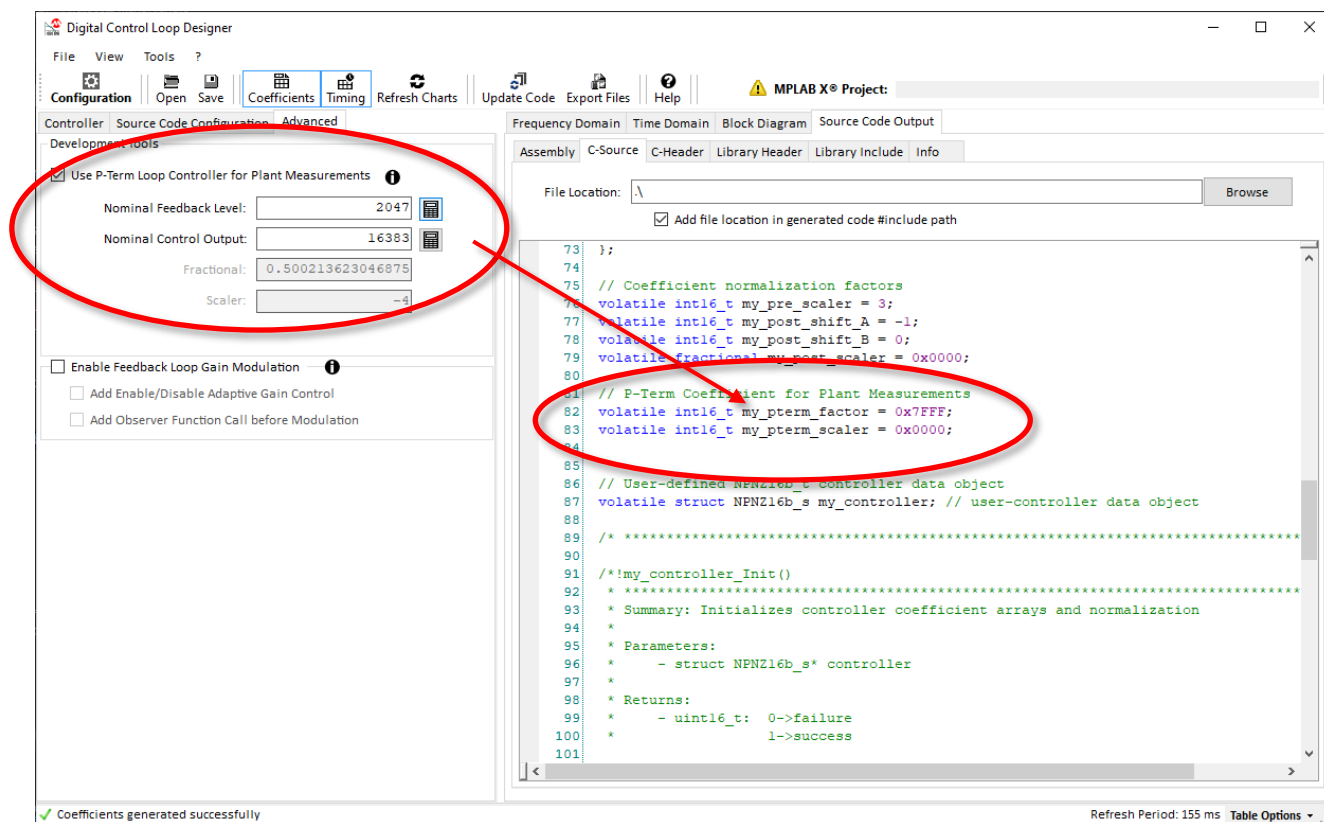 Digital Control Loop Designer
File View Tools ?
Configuration Open Save Coefficients Timing Refresh Charts Update Code Export Files Help MPLAB X® Project:
Controller Source Code Configuration Advanced
Development Tools
Use P-Term Loop Controller for Plant Measurements
Nominal Feedback Level: 2047
Nominal Control Output: 16383
Fractional: 0.500213623046875
Scaler: -4
Enable Feedback Loop Gain Modulation
Add Enable/Disable Adaptive Gain Control
Add Observer Function Call before Modulation
Frequency Domain Time Domain Block Diagram Source Code Output
Assembly C-Source C-Header Library Header Library Include Info
File Location: .\ Browse
Add file location in generated code #include path
73 };
74
75 // Coefficient normalization factors
76 volatile int16_t my_pre_scaler = 3;
77 volatile int16_t my_post_shift_A = -1;
78 volatile int16_t my_post_shift_B = 0;
79 volatile fractional my_post_scaler = 0x0000;
80
81 // P-Term Coefficient for Plant Measurements
82 volatile int16_t my_pterm_factor = 0x7FFF;
83 volatile int16_t my_pterm_scaler = 0x0000;
84
85
86 // User-defined NPNZ16b_t controller data object
87 volatile struct NPNZ16b_s my_controller; // user-controller data object
88
89 /* ********************************************************************************
90
91 /*!my_controller_Init()
92 * ********************************************************************************
93 * Summary: Initializes controller coefficient arrays and normalization
94 *
95 * Parameters:
96 * - struct NPNZ16b_s* controller
97 *
98 * Returns:
99 * - uint16_t: 0->failure
100 * 1->success
101
Coefficients generated successfully
Refresh Period: 155 ms Table Options